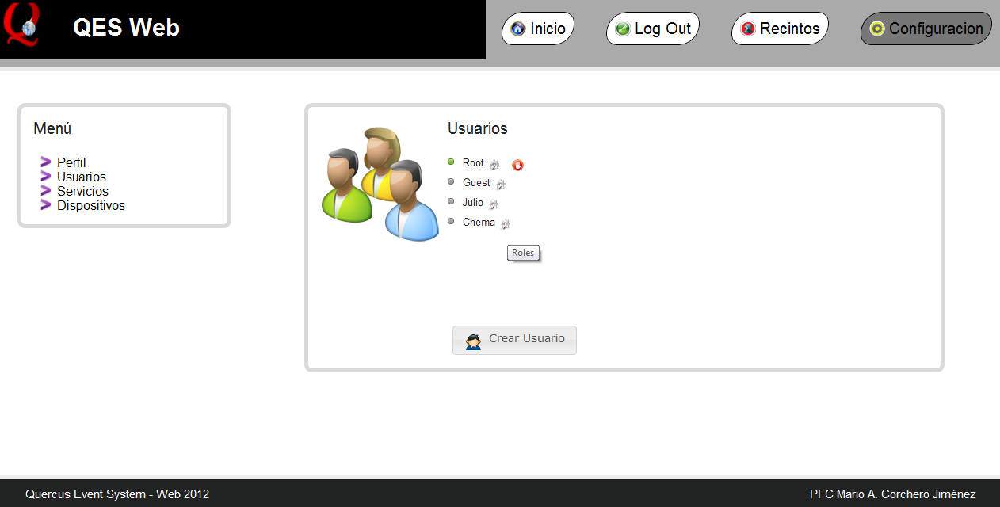 QES Web
Inicio
Log Out
Recintos
Configuracion
Menú
Perfil
Usuarios
Servicios
Dispositivos
Usuarios
Root
Guest
Julio
Chema
Roles
Crear Usuario
Quercus Event System - Web 2012
PFC Mario A. Corchero Jiménez